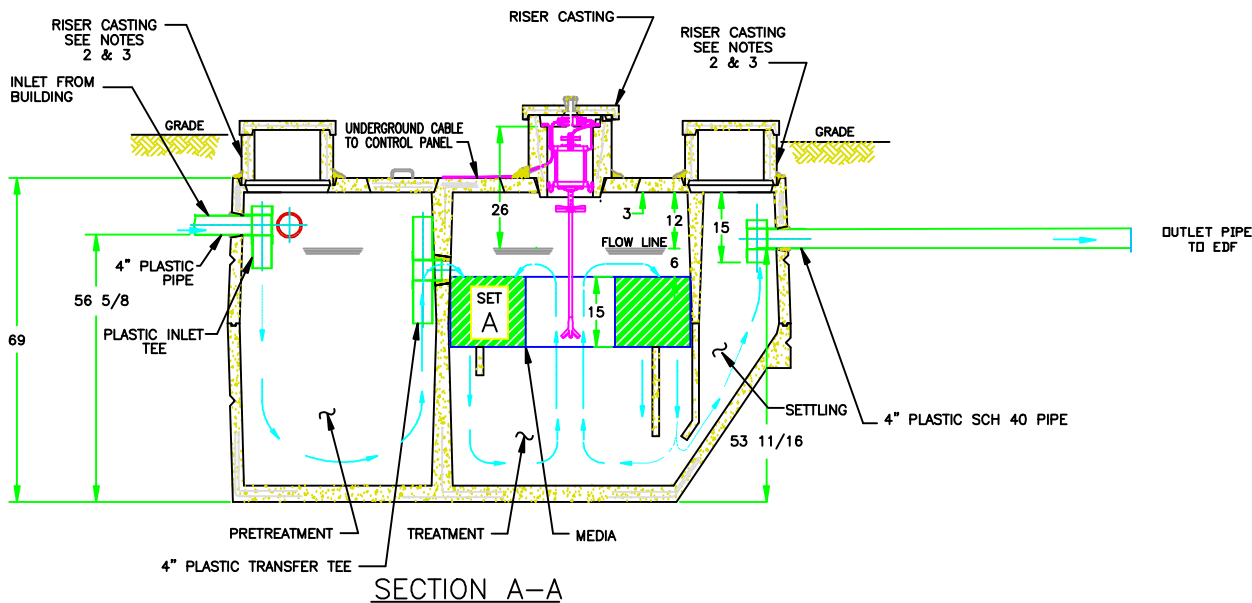 RISER CASTING
SEE NOTES
2 & 3
RISER CASTING
RISER CASTING
SEE NOTES
2 & 3
INLET FROM
BUILDING
GRADE
UNDERGROUND CABLE
TO CONTROL PANEL
GRADE
26
3
12
15
FLOW LINE
OUTLET PIPE
TO EDF
4" PLASTIC
PIPE
6
56 5/8
SET
A
15
69
PLASTIC INLET
TEE
SETTLING
4" PLASTIC SCH 40 PIPE
53 11/16
PRETREATMENT
TREATMENT
MEDIA
4" PLASTIC TRANSFER TEE
SECTION A-A